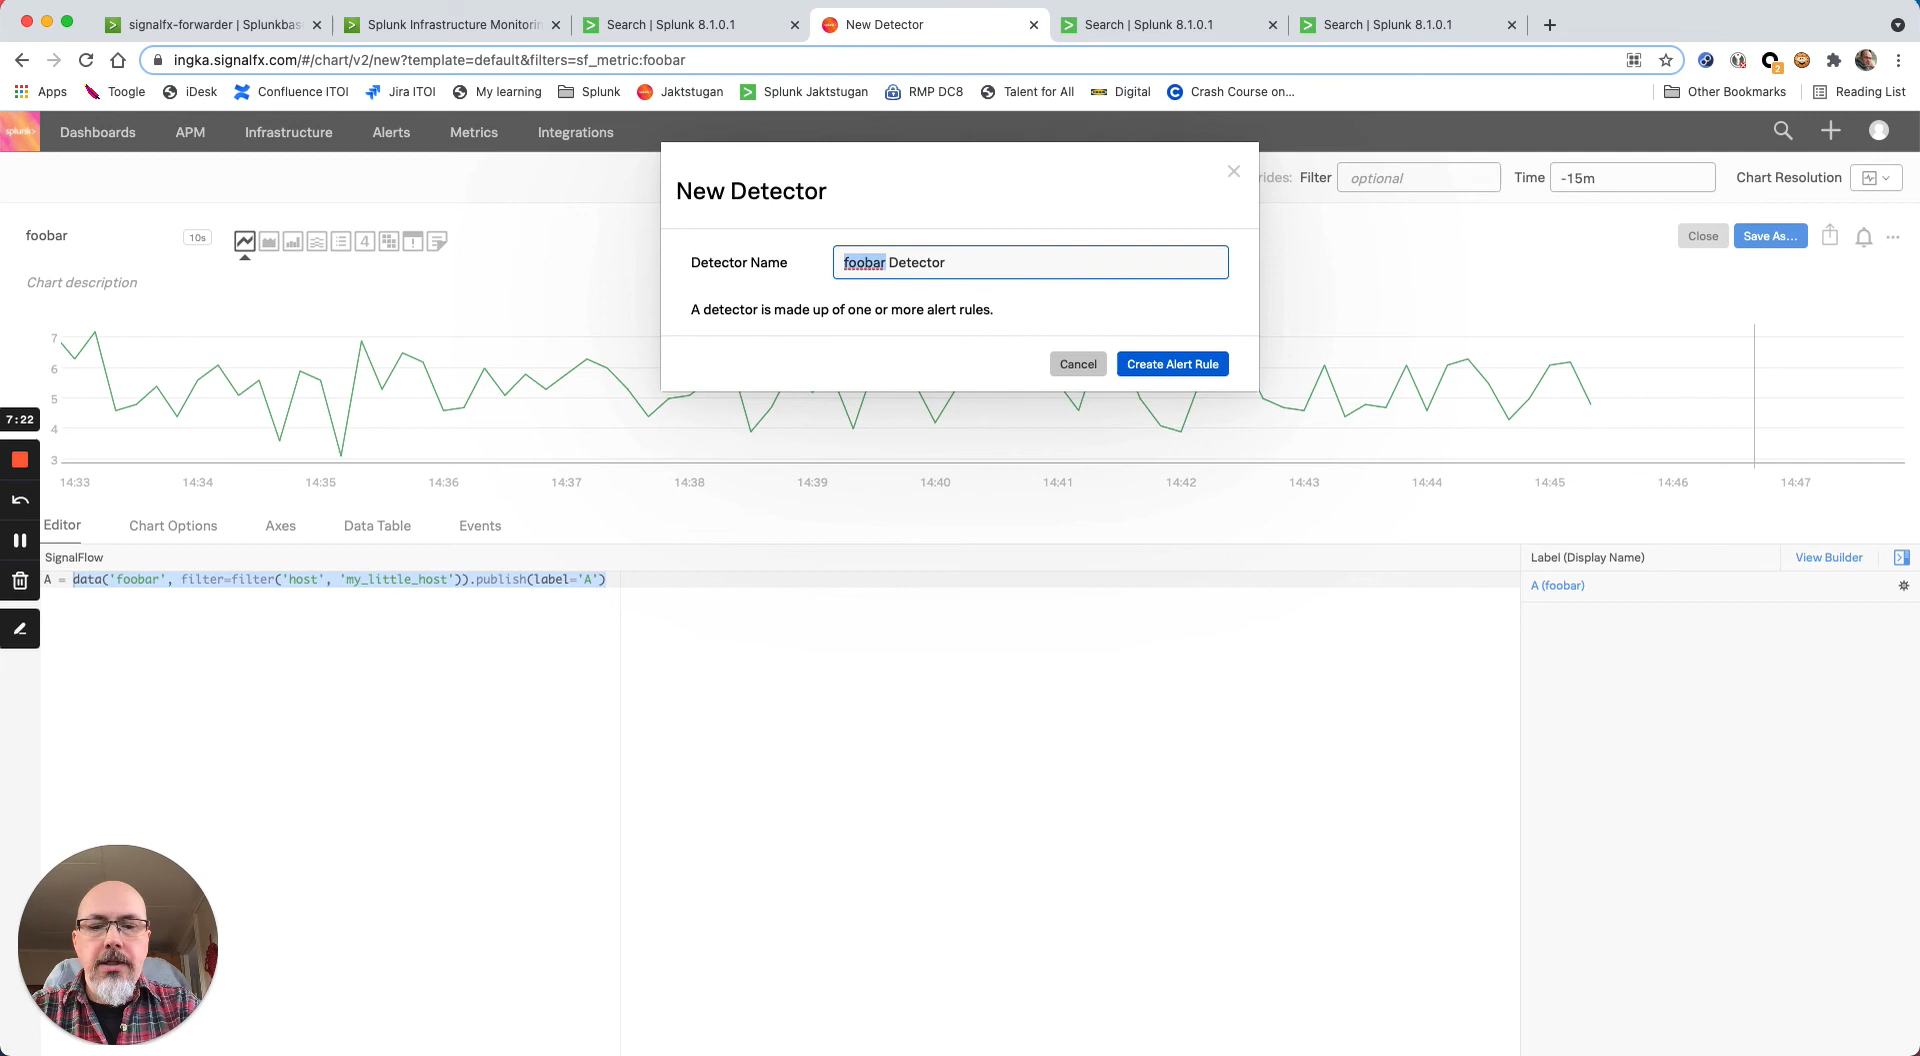 signalfx-forwarder | Splunkbas
Splunk Infrastructure Monitorin
Search | Splunk 8.1.0.1
New Detector
Search | Splunk 8.1.0.1
Search | Splunk 8.1.0.1
ingka.signalfx.com/#/chart/v2/new?template=default&filters=sf_metric:foobar
2
Apps
Toogle
iDesk
Confluence ITOI
Jira ITOI
My learning
Splunk
Jaktstugan
Splunk Jaktstugan
RMP DC8
Talent for All
Digital
Crash Course on...
Other Bookmarks
Reading List
splunk>
Dashboards
APM
Infrastructure
Alerts
Metrics
Integrations
rides:
Filter
optional
Time
-15m
Chart Resolution
New Detector
foobar
10s
4
Close
Save As...
Detector Name
foobar Detector
Chart description
A detector is made up of one or more alert rules.
Cancel
Create Alert Rule
7
6
5
4
3
7:22
14:33
14:34
14:35
14:36
14:37
14:38
14:39
14:40
14:41
14:42
14:43
14:44
14:45
14:46
14:47
Editor
Chart Options
Axes
Data Table
Events
SignalFlow
Label (Display Name)
View Builder
A = data('foobar', filter=filter('host', 'my_little_host')).publish(label='A')
A (foobar)